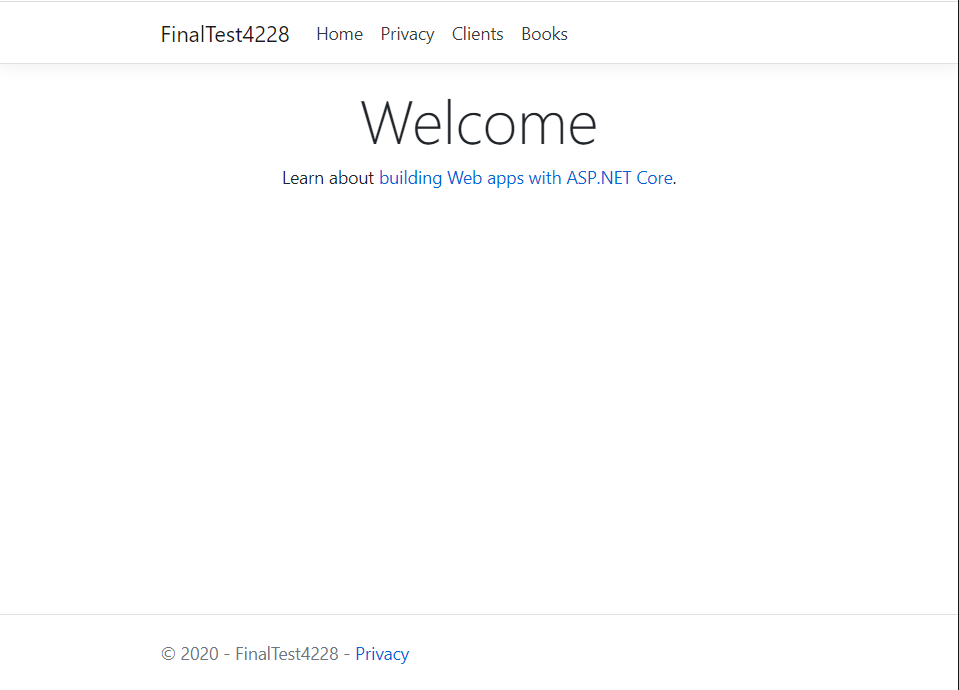 FinalTest4228 Home Privacy Clients Books
Welcome
Learn about building Web apps with ASP.NET Core.
© 2020 - FinalTest4228 - Privacy